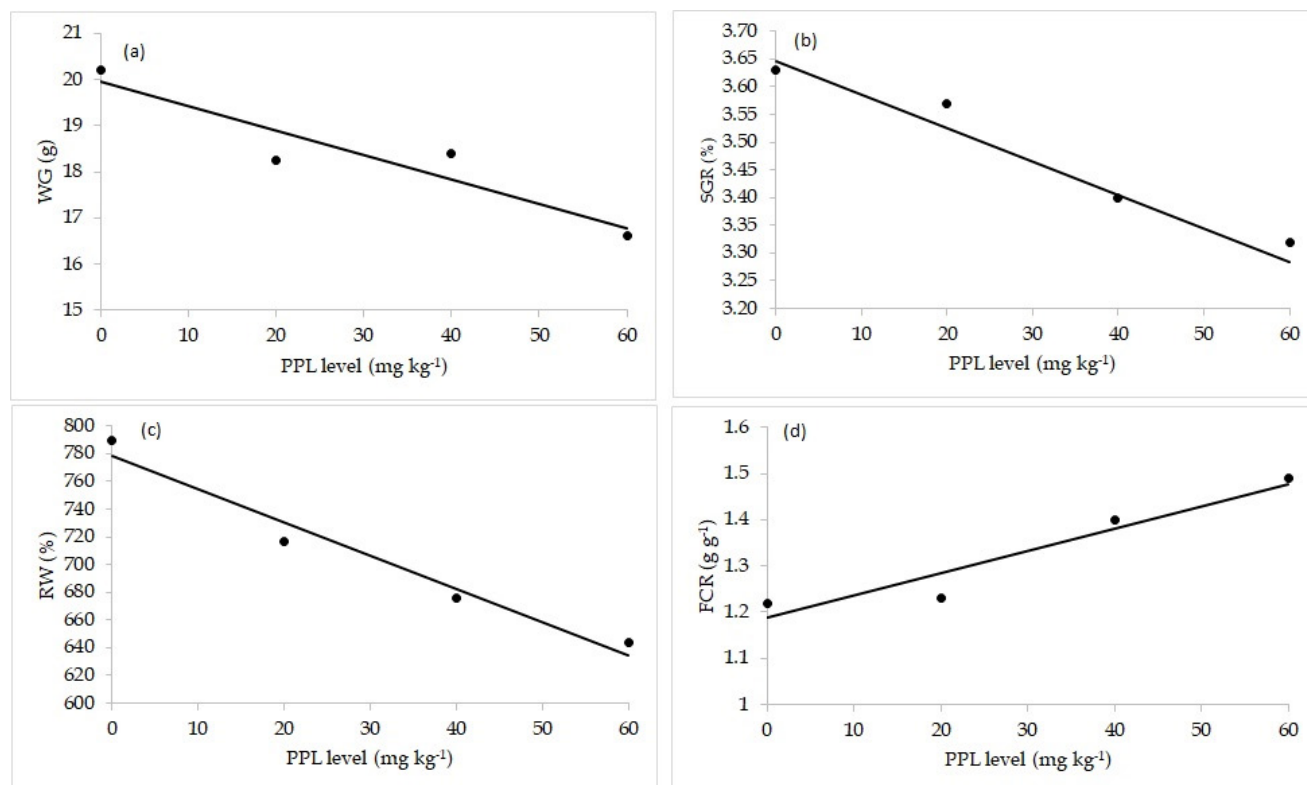 (a)
21
20
19
18
17
16
15
WG (g)
0 10 20 30 40 50 60
PPL level (mg kg⁻¹)
(b)
3.70
3.65
3.60
3.55
3.50
3.45
3.40
3.35
3.30
3.25
3.20
SGR (%)
0 10 20 30 40 50 60
PPL level (mg kg⁻¹)
(c)
800
780
760
740
720
700
680
660
640
620
600
RW (%)
0 10 20 30 40 50 60
PPL level (mg kg⁻¹)
(d)
1.6
1.5
1.4
1.3
1.2
1.1
1
FCR (g g⁻¹)
0 10 20 30 40 50 60
PPL level (mg kg⁻¹)